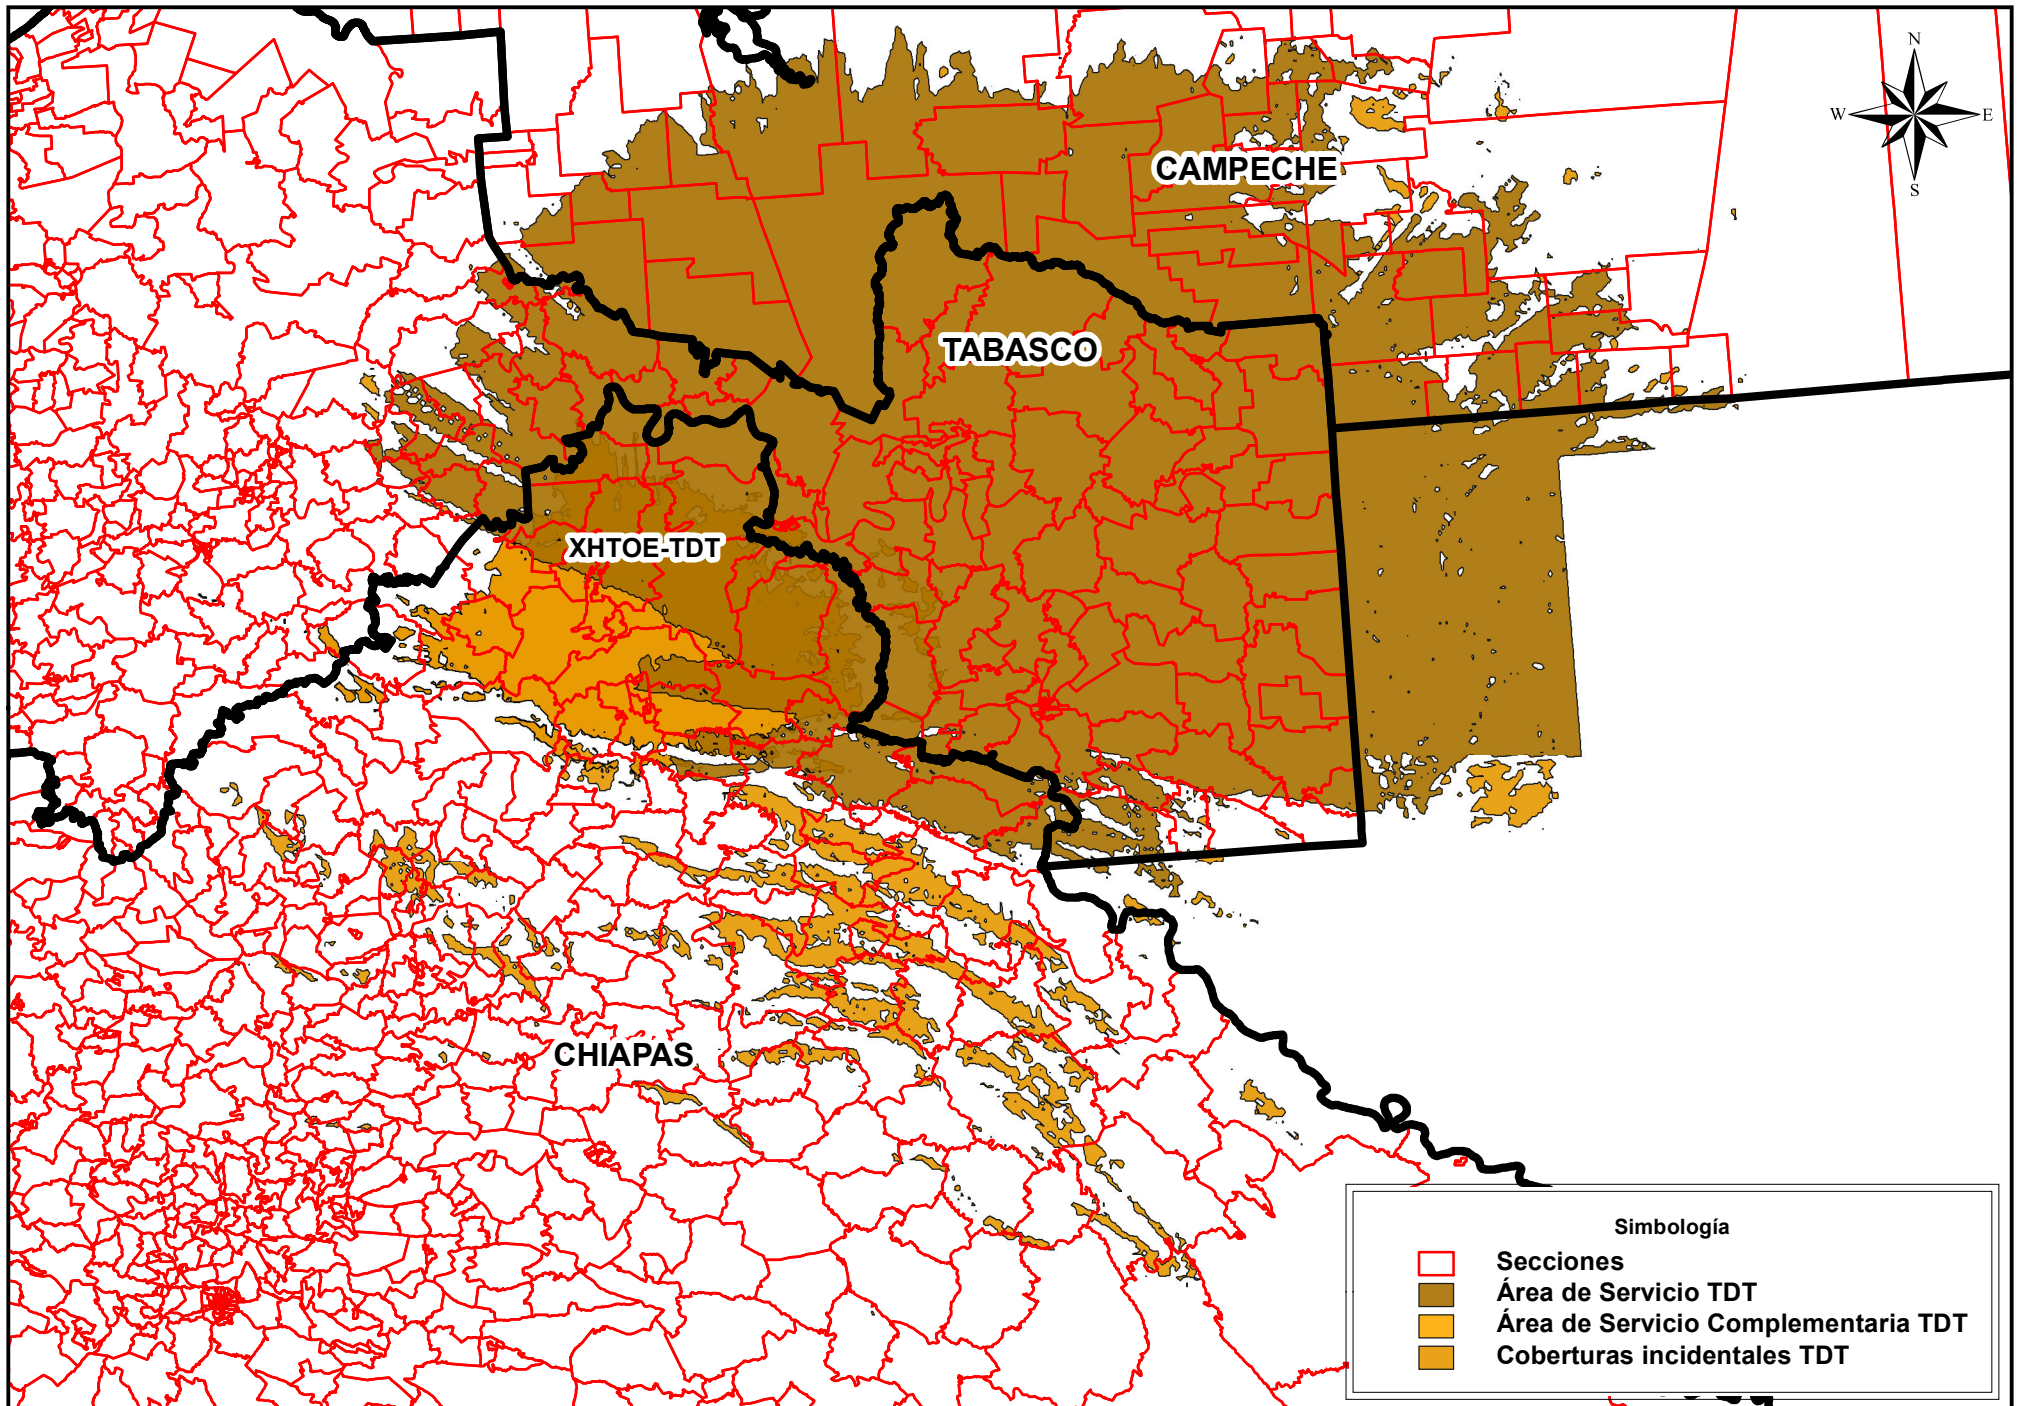 N
W E
S
CAMPECHE
TABASCO
XHTOE-TDT
CHIAPAS
Simbología
Secciones
Área de Servicio TDT
Área de Servicio Complementaria TDT
Coberturas incidentales TDT